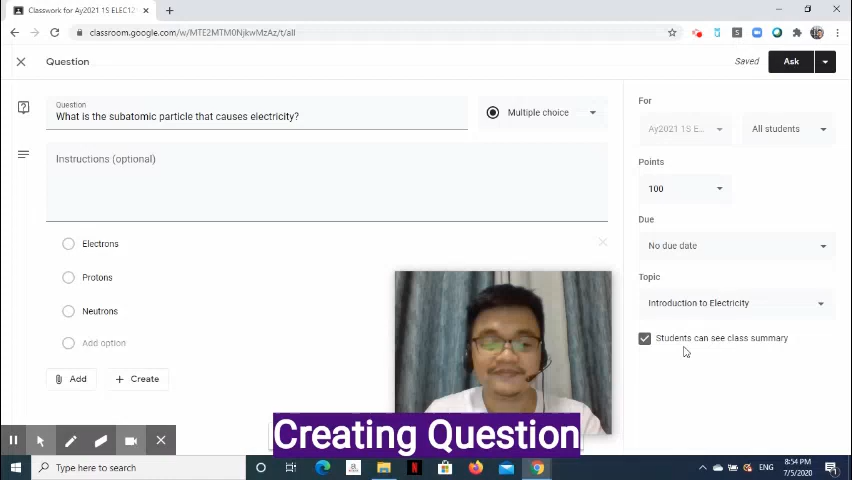 Classwork for Ay2021 1S ELEC12
classroom.google.com/w/MTE2MTM0NjkwMzAz/t/all
Question
Saved
Ask
Question
What is the subatomic particle that causes electricity?
Multiple choice
Instructions (optional)
Electrons
Protons
Neutrons
Add option
Add
Create
For
Ay2021 1S E...
All students
Points
100
Due
No due date
Topic
Introduction to Electricity
Students can see class summary
Creating Question
Type here to search
ENG
8:54 PM
7/5/2020